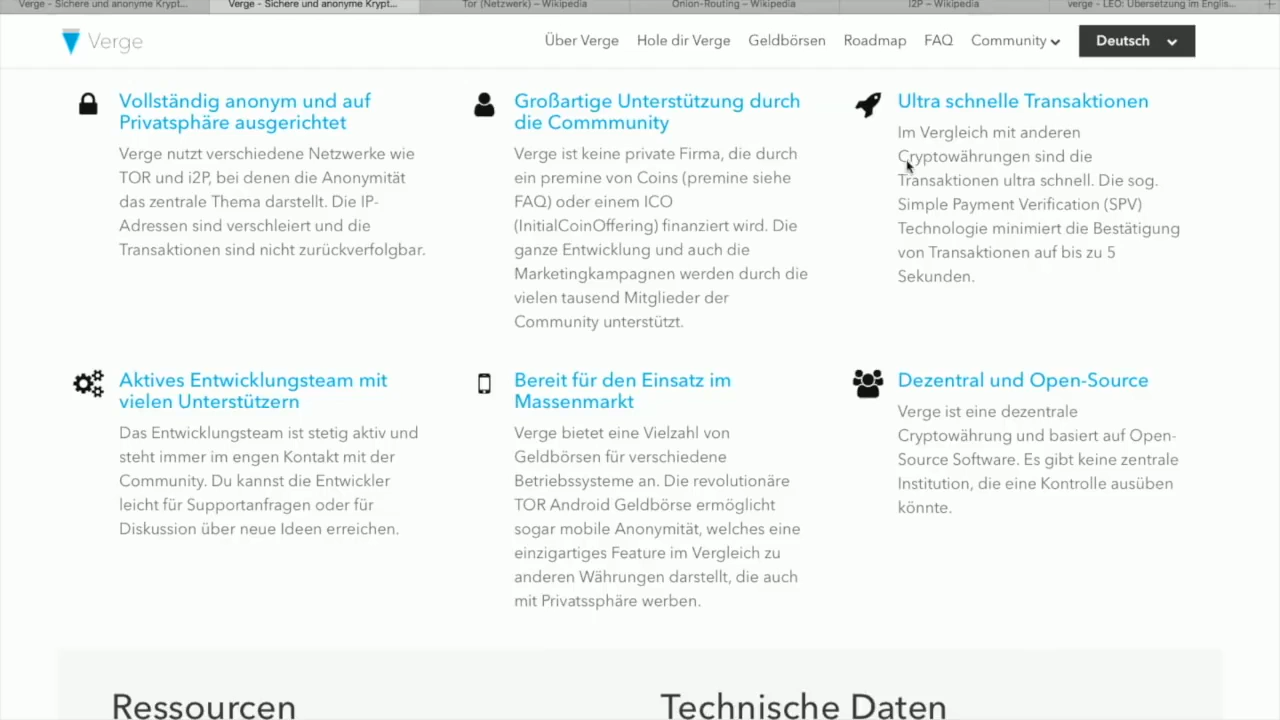 Verge - Sichere und anonyme Krypt...
Verge - Sichere und anonyme Krypt...
Tor (Netzwerk) – Wikipedia
Onion-Routing – Wikipedia
I2P – Wikipedia
verge - LEO: Übersetzung im Englis...
Verge
Über Verge
Hole dir Verge
Geldbörsen
Roadmap
FAQ
Community
Deutsch
Vollständig anonym und auf
Privatsphäre ausgerichtet
Verge nutzt verschiedene Netzwerke wie
TOR und i2P, bei denen die Anonymität
das zentrale Thema darstellt. Die IP-
Adressen sind verschleiert und die
Transaktionen sind nicht zurückverfolgbar.
Großartige Unterstützung durch
die Commmunity
Verge ist keine private Firma, die durch
ein premine von Coins (premine siehe
FAQ) oder einem ICO
(InitialCoinOffering) finanziert wird. Die
ganze Entwicklung und auch die
Marketingkampagnen werden durch die
vielen tausend Mitglieder der
Community unterstützt.
Ultra schnelle Transaktionen
Im Vergleich mit anderen
Cryptowährungen sind die
Transaktionen ultra schnell. Die sog.
Simple Payment Verification (SPV)
Technologie minimiert die Bestätigung
von Transaktionen auf bis zu 5
Sekunden.
Aktives Entwicklungsteam mit
vielen Unterstützern
Das Entwicklungsteam ist stetig aktiv und
steht immer im engen Kontakt mit der
Community. Du kannst die Entwickler
leicht für Supportanfragen oder für
Diskussion über neue Ideen erreichen.
Bereit für den Einsatz im
Massenmarkt
Verge bietet eine Vielzahl von
Geldbörsen für verschiedene
Betriebssysteme an. Die revolutionäre
TOR Android Geldbörse ermöglicht
sogar mobile Anonymität, welches eine
einzigartiges Feature im Vergleich zu
anderen Währungen darstellt, die auch
mit Privatssphäre werben.
Dezentral und Open-Source
Verge ist eine dezentrale
Cryptowährung und basiert auf Open-
Source Software. Es gibt keine zentrale
Institution, die eine Kontrolle ausüben
könnte.
Ressourcen
Technische Daten